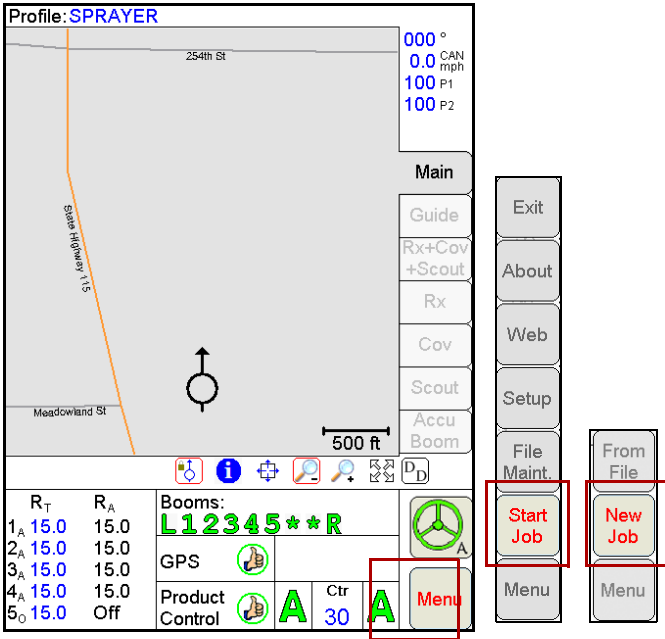 Profile: SPRAYER
254th St
State Highway 115
Meadowland St
500 ft
000 °
0.0 CAN mph
100 P1
100 P2
Main
Guide
Rx+Cov
+Scout
Rx
Cov
Scout
Accu
Boom
DD
RT RA
1A 15.0 15.0
2A 15.0 15.0
3A 15.0 15.0
4A 15.0 15.0
5O 15.0 Off
Booms:
L12345**R
GPS
Product
Control
A
Ctr
30
A
A
Menu
Exit
About
Web
Setup
File
Maint.
Start
Job
Menu
From
File
New
Job
Menu